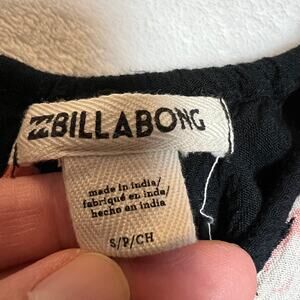 BILLABONG
made in india/
fabriqué en inde/
hecho en india
S/P/CH